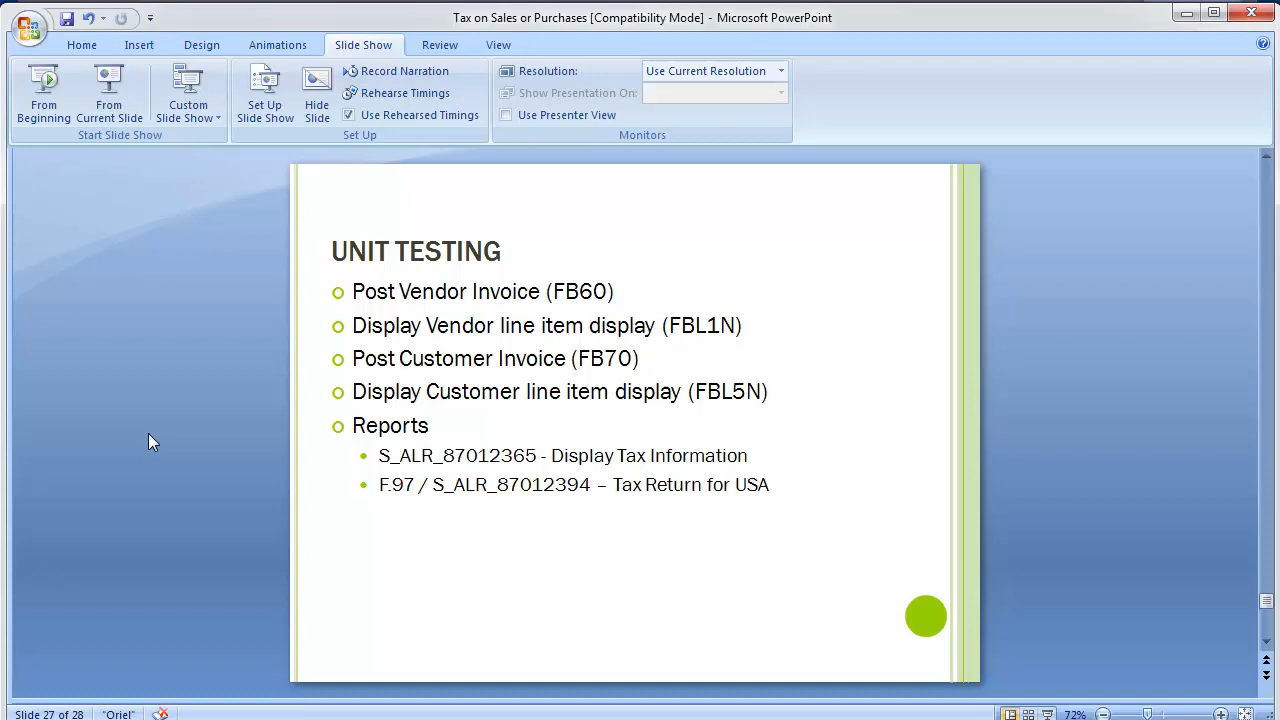 Tax on Sales or Purchases [Compatibility Mode] - Microsoft PowerPoint
Home Insert Design Animations Slide Show Review View
From Beginning
From Current Slide
Custom Slide Show
Start Slide Show
Set Up Slide Show
Hide Slide
Record Narration
Rehearse Timings
Use Rehearsed Timings
Set Up
Resolution: Use Current Resolution
Show Presentation On:
Use Presenter View
Monitors
UNIT TESTING
Post Vendor Invoice (FB60)
Display Vendor line item display (FBL1N)
Post Customer Invoice (FB70)
Display Customer line item display (FBL5N)
Reports
S_ALR_87012365 - Display Tax Information
F.97 / S_ALR_87012394 – Tax Return for USA
Slide 27 of 28 "Oriel" 72%